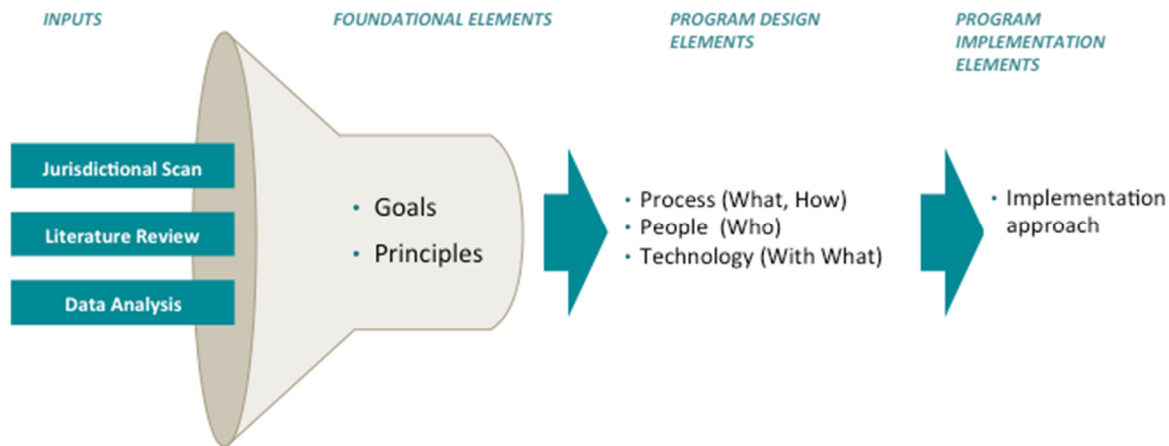 INPUTS
FOUNDATIONAL ELEMENTS
PROGRAM DESIGN
ELEMENTS
PROGRAM
IMPLEMENTATION
ELEMENTS
Jurisdictional Scan
Literature Review
Data Analysis
• Goals
• Principles
• Process (What, How)
• People (Who)
• Technology (With What)
• Implementation
approach